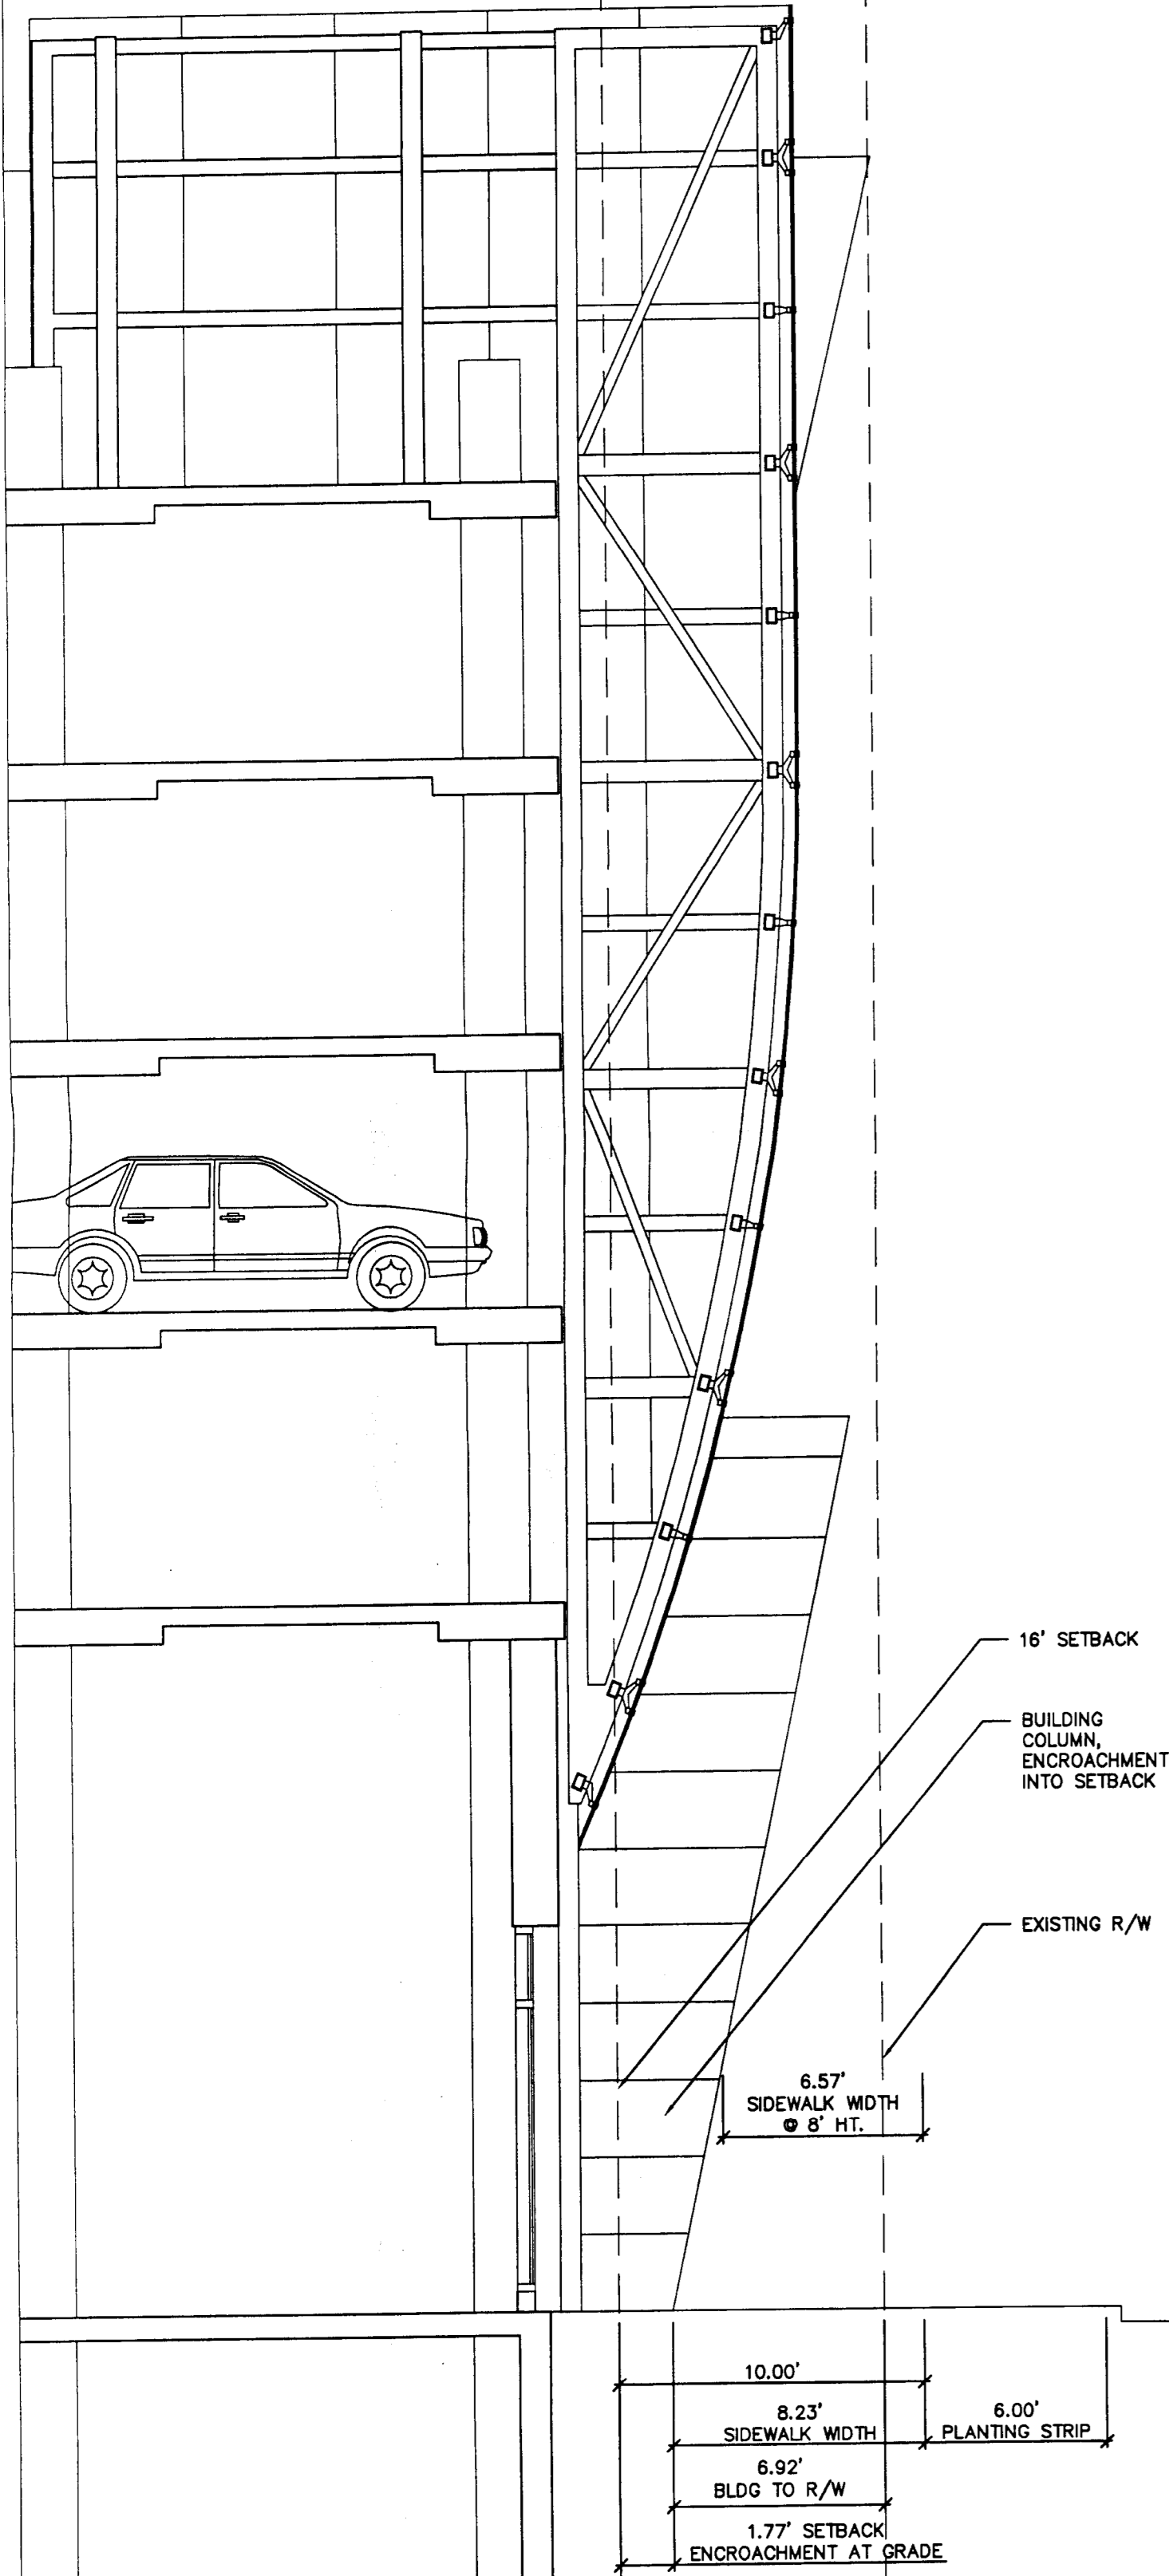 16' SETBACK
BUILDING
COLUMN,
ENCROACHMENT
INTO SETBACK
EXISTING R/W
6.57'
SIDEWALK WIDTH
@ 8' HT.
10.00'
8.23'
SIDEWALK WIDTH
6.00'
PLANTING STRIP
6.92'
BLDG TO R/W
1.77' SETBACK
ENCROACHMENT AT GRADE